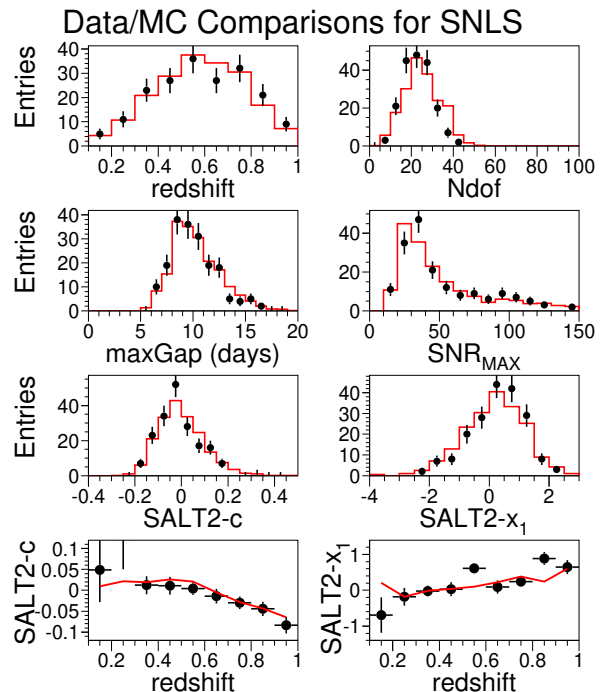 Data/MC Comparisons for SNLS
Entries
40
30
20
10
0
0.2 0.4 0.6 0.8 1
redshift
40
20
0
0 20 40 60 80 100
Ndof
Entries
40
30
20
10
0
0 5 10 15 20
maxGap (days)
40
20
0
0 50 100 150
SNR_MAX
Entries
40
20
0
-0.4 -0.2 0 0.2 0.4
SALT2-c
50
40
30
20
10
0
-4 -2 0 2
SALT2-x_1
SALT2-c
0.1
0.05
0
-0.05
-0.1
0.2 0.4 0.6 0.8 1
redshift
SALT2-x_1
1
0
-1
0.2 0.4 0.6 0.8 1
redshift